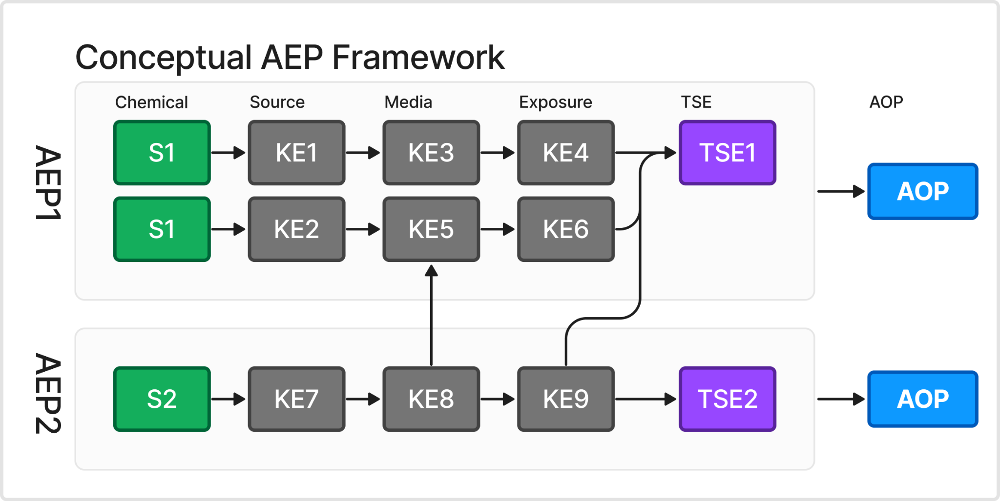 Conceptual AEP Framework
Chemical Source Media Exposure TSE AOP
AEP1
S1 KE1 KE3 KE4 TSE1
AOP
S1 KE2 KE5 KE6
AEP2
S2 KE7 KE8 KE9 TSE2 AOP